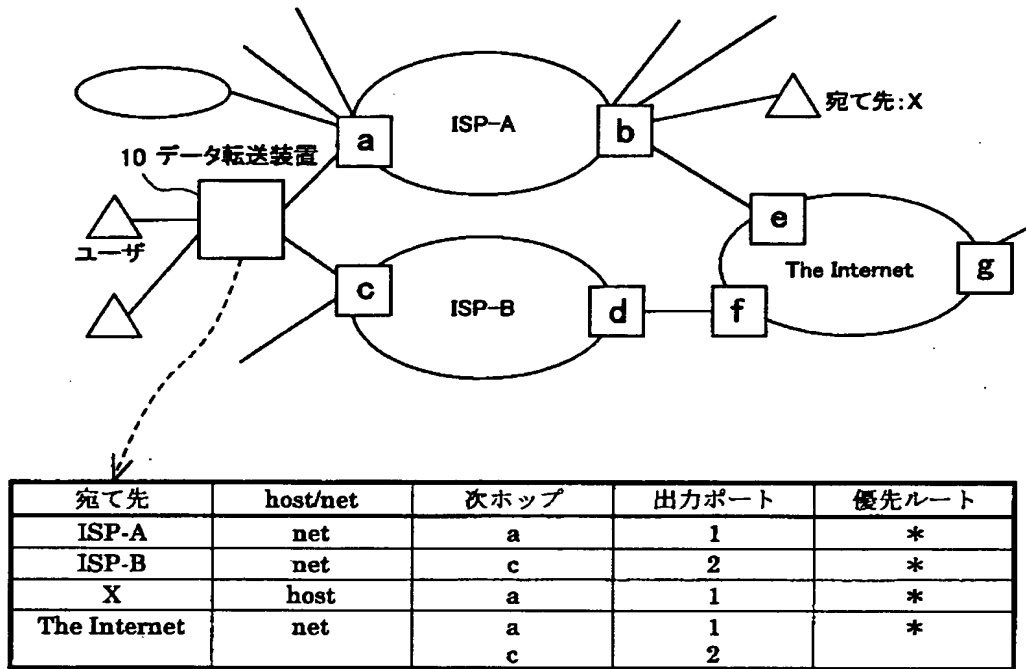 ISP-A
a
b
宛て先:X
10 データ転送装置
ユーザ
e
The Internet
g
c
ISP-B
d
f
宛て先 host/net 次ホップ 出力ポート 優先ルート
ISP-A net a 1 *
ISP-B net c 2 *
X host a 1 *
The Internet net a 1 *
c 2